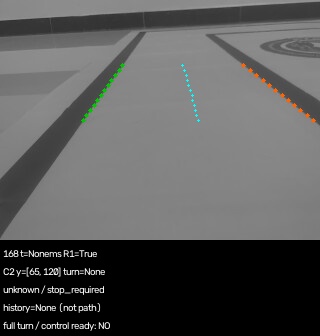 168 t=Nonems R1=True
C2 y=[65, 120] turn=None
unknown / stop_required
history=None (not path)
full turn / control ready: NO